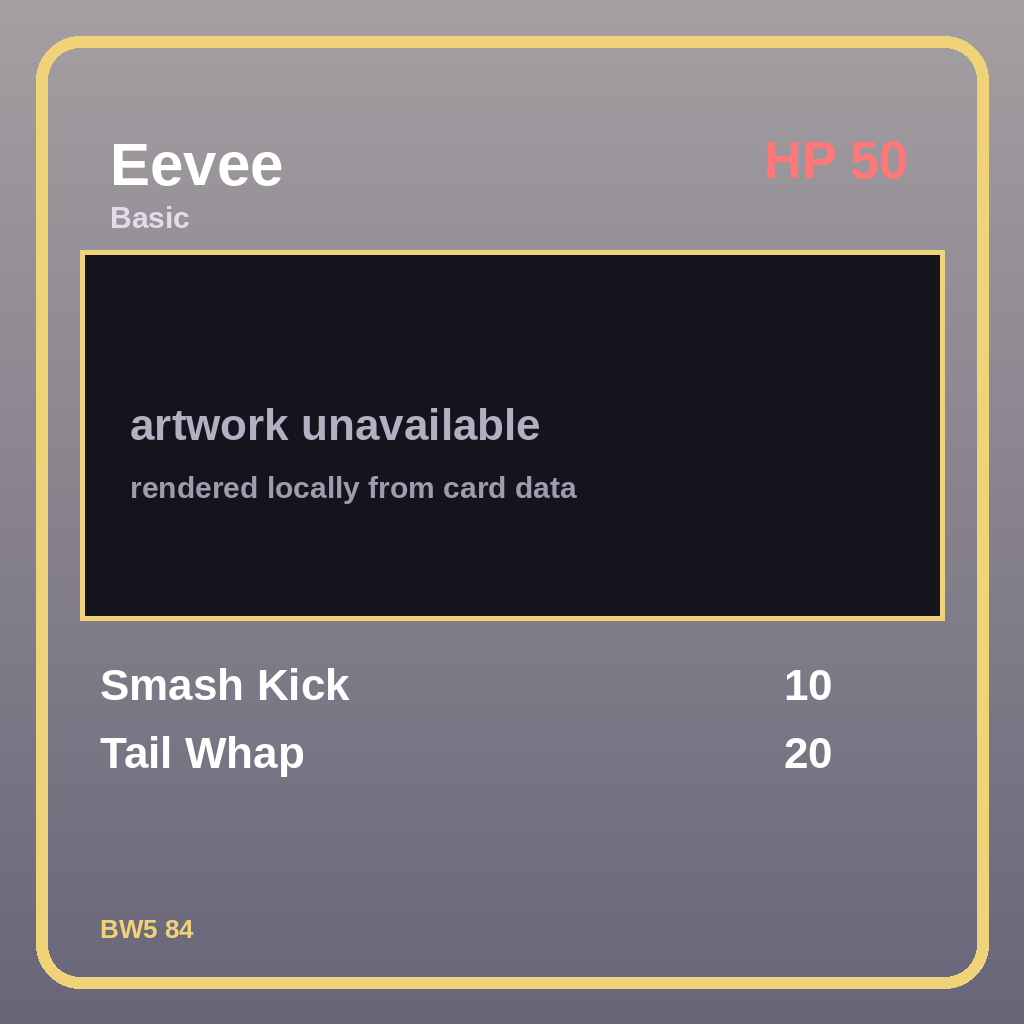 Eevee
HP 50
Basic
artwork unavailable
rendered locally from card data
Smash Kick 10
Tail Whap 20
BW5 84